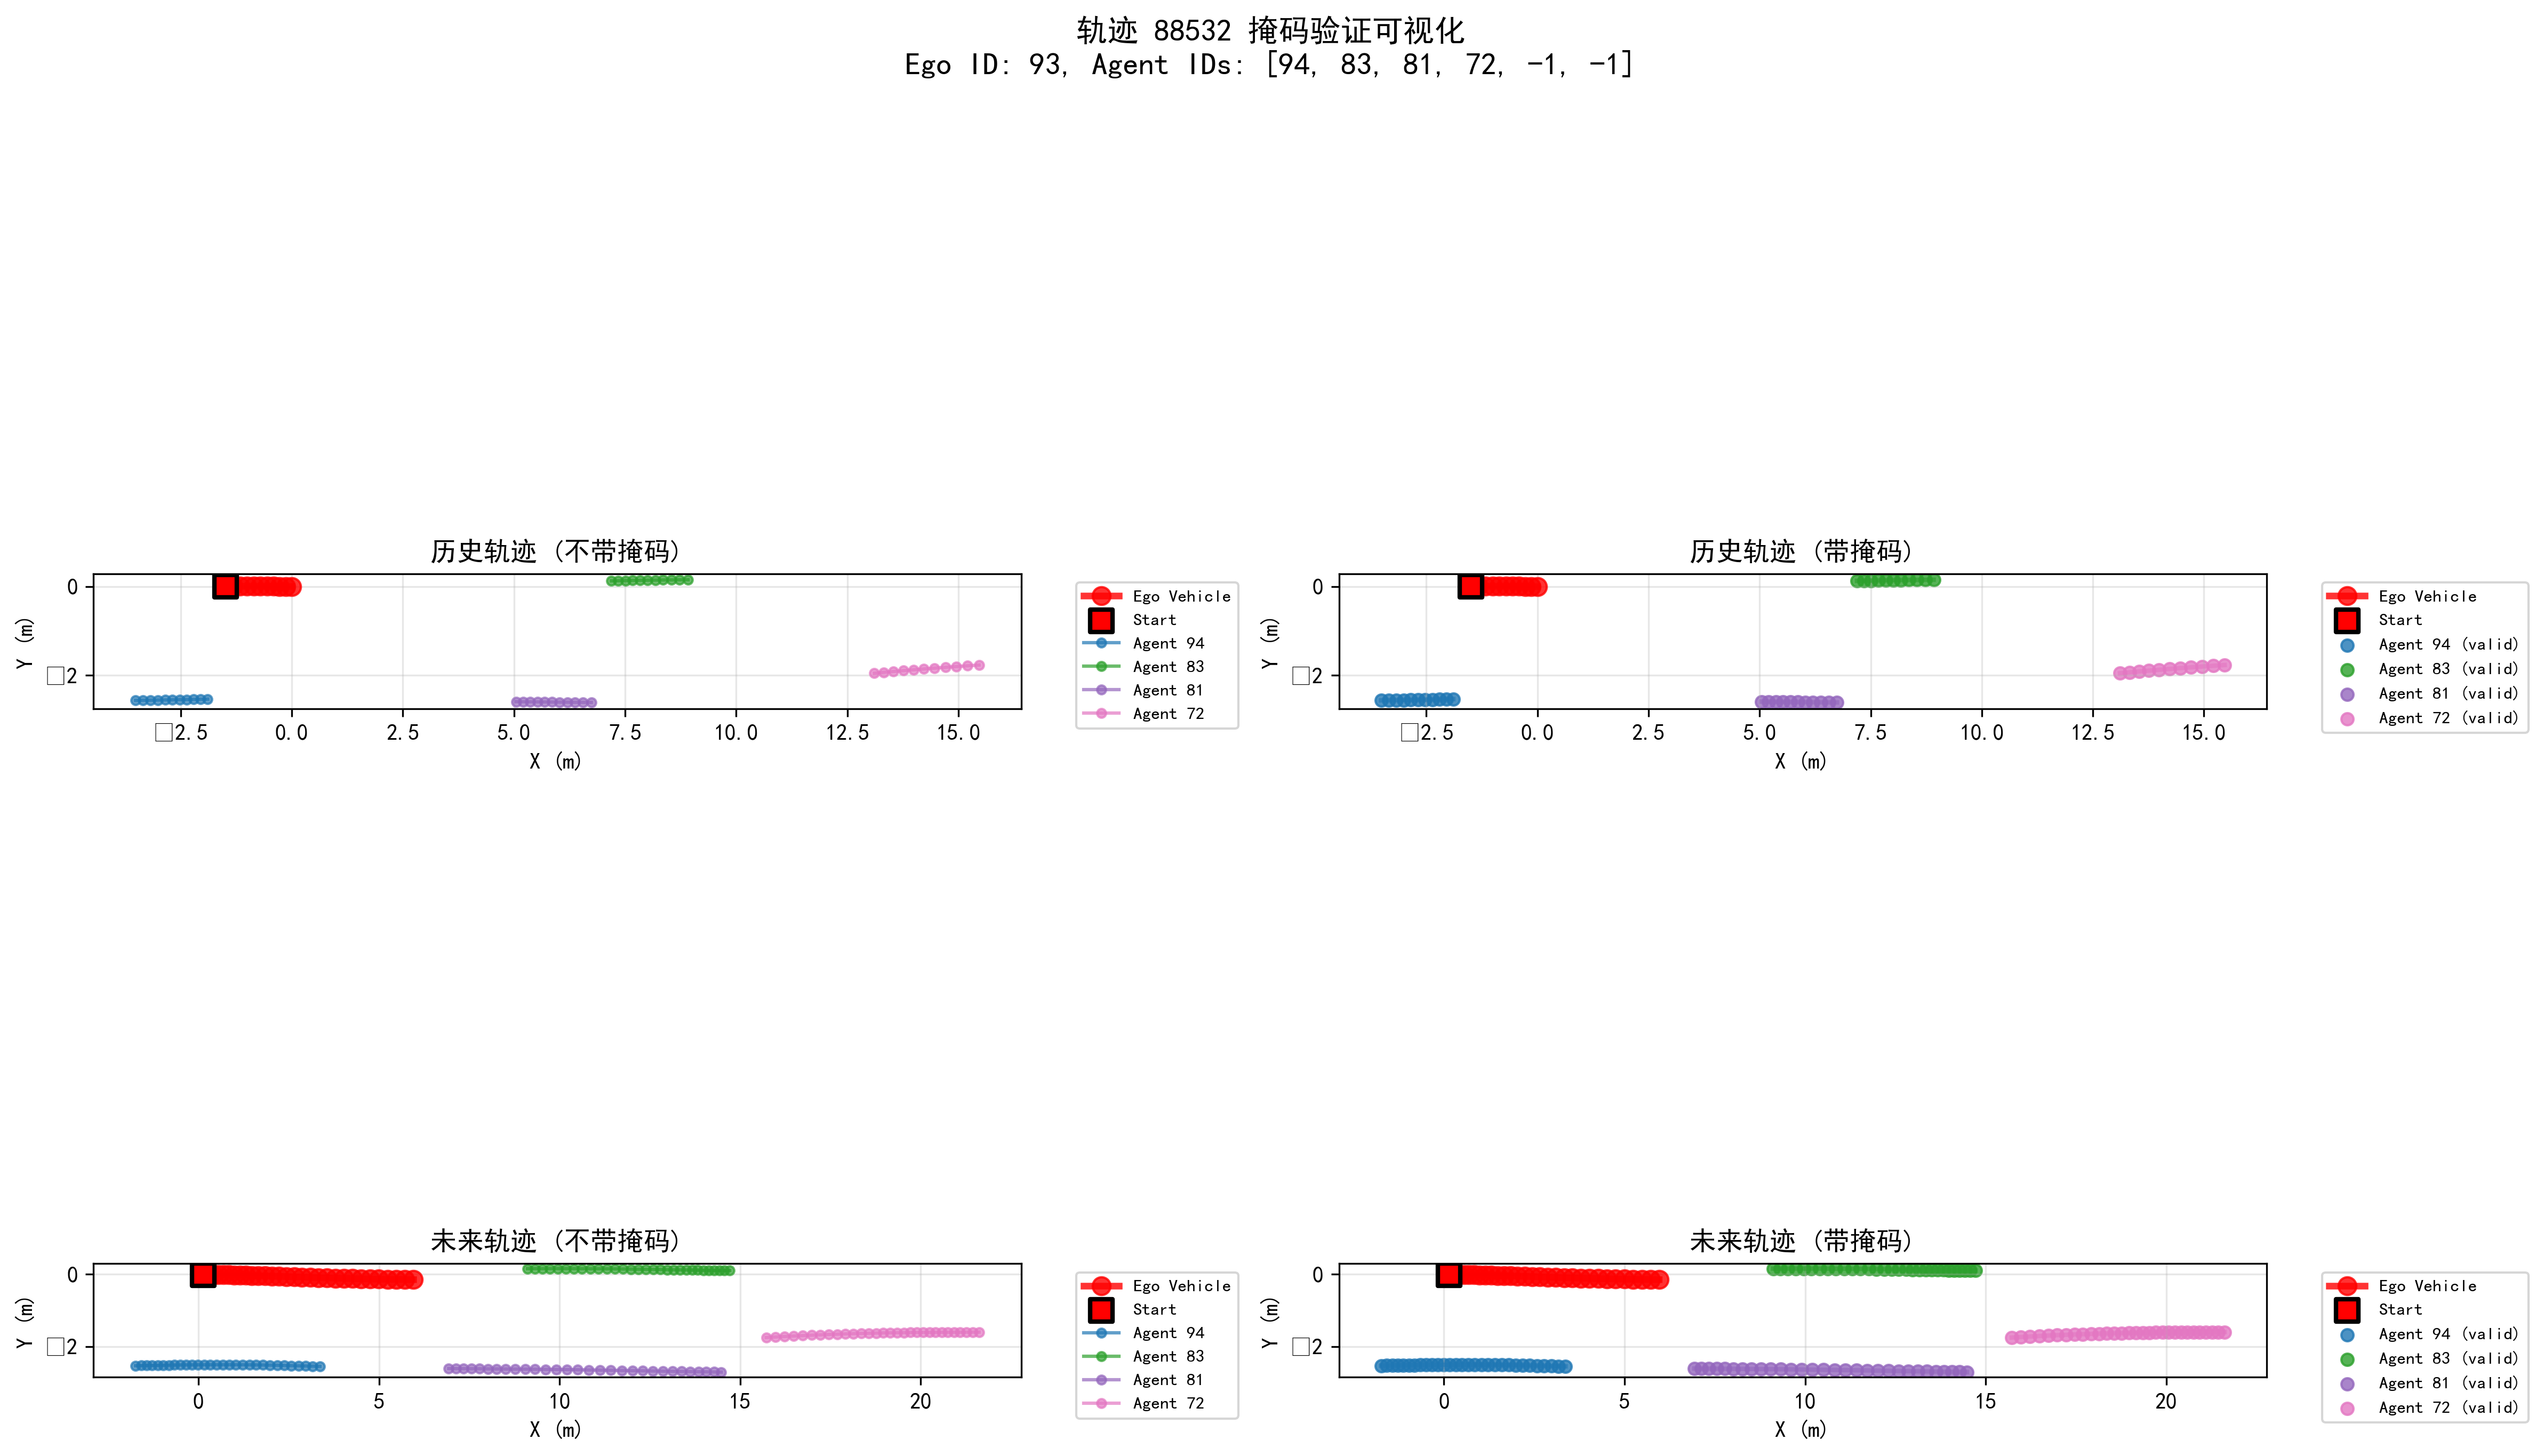 轨迹 88532 掩码验证可视化
Ego ID: 93, Agent IDs: [94, 83, 81, 72, -1, -1]
历史轨迹 (不带掩码)
Y (m)
0
□2
□2.5 0.0 2.5 5.0 7.5 10.0 12.5 15.0
X (m)
Ego Vehicle
Start
Agent 94
Agent 83
Agent 81
Agent 72
历史轨迹 (带掩码)
Y (m)
0
□2
□2.5 0.0 2.5 5.0 7.5 10.0 12.5 15.0
X (m)
Ego Vehicle
Start
Agent 94 (valid)
Agent 83 (valid)
Agent 81 (valid)
Agent 72 (valid)
未来轨迹 (不带掩码)
Y (m)
0
□2
0 5 10 15 20
X (m)
Ego Vehicle
Start
Agent 94
Agent 83
Agent 81
Agent 72
未来轨迹 (带掩码)
Y (m)
0
□2
0 5 10 15 20
X (m)
Ego Vehicle
Start
Agent 94 (valid)
Agent 83 (valid)
Agent 81 (valid)
Agent 72 (valid)